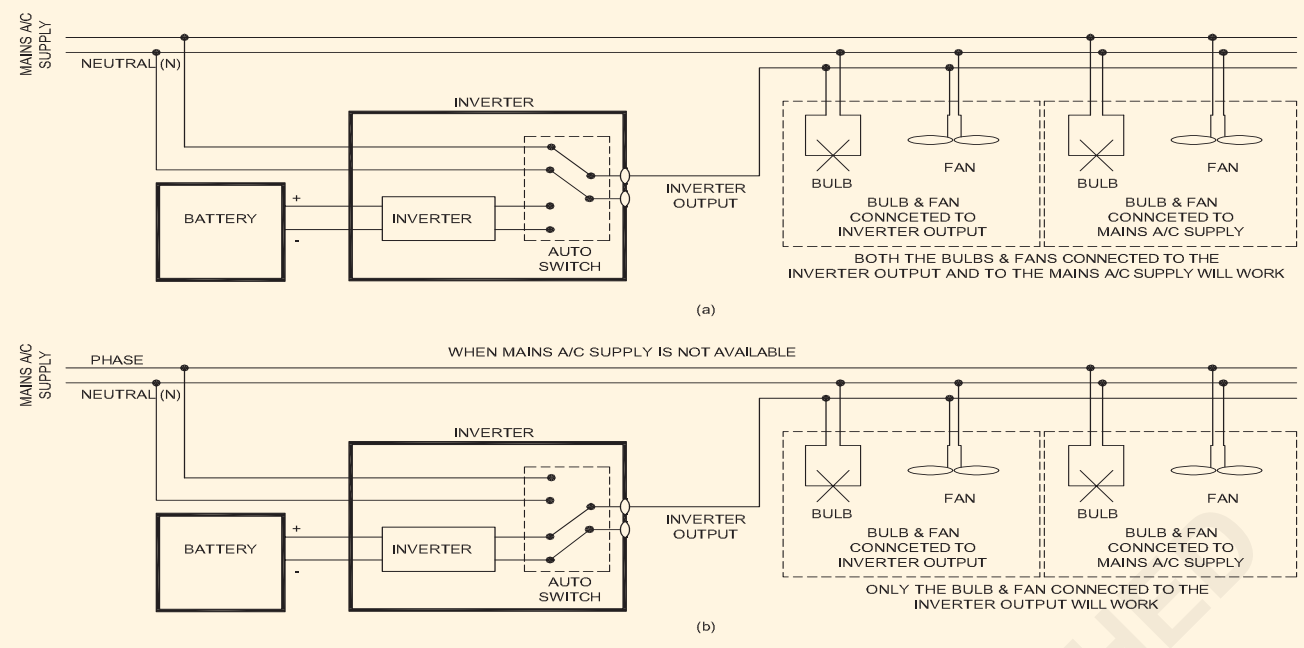 MAINS A/C
SUPPLY
NEUTRAL (N)
INVERTER
BATTERY
+
-
INVERTER
AUTO
SWITCH
INVERTER
OUTPUT
BULB
FAN
BULB & FAN
CONNCETED TO
INVERTER OUTPUT
BULB
FAN
BULB & FAN
CONNCETED TO
MAINS A/C SUPPLY
BOTH THE BULBS & FANS CONNECTED TO THE
INVERTER OUTPUT AND TO THE MAINS A/C SUPPLY WILL WORK
(a)
MAINS A/C
SUPPLY
PHASE
WHEN MAINS A/C SUPPLY IS NOT AVAILABLE
NEUTRAL (N)
INVERTER
BATTERY
+
-
INVERTER
AUTO
SWITCH
INVERTER
OUTPUT
BULB
FAN
BULB & FAN
CONNCETED TO
INVERTER OUTPUT
BULB
FAN
BULB & FAN
CONNCETED TO
MAINS A/C SUPPLY
ONLY THE BULB & FAN CONNECTED TO THE
INVERTER OUTPUT WILL WORK
(b)